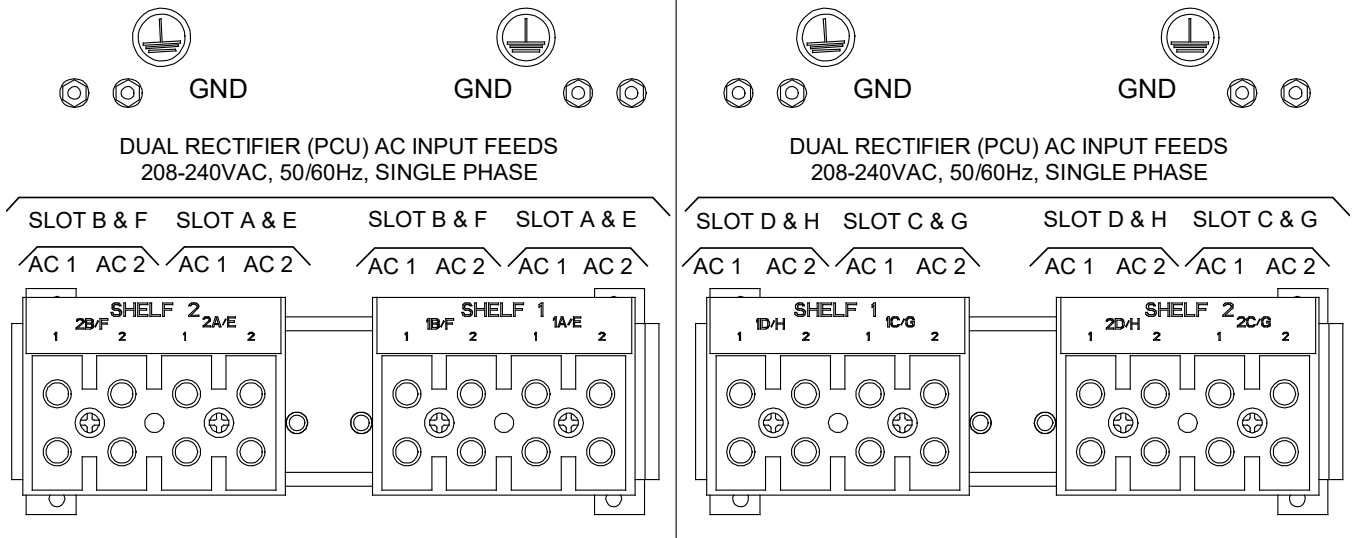 GND GND
DUAL RECTIFIER (PCU) AC INPUT FEEDS
208-240VAC, 50/60Hz, SINGLE PHASE
SLOT B & F SLOT A & E SLOT B & F SLOT A & E
AC 1 AC 2 AC 1 AC 2 AC 1 AC 2 AC 1 AC 2
SHELF 2
2B/F 2A/E
1 2 1 2
SHELF 1
1B/F 1A/E
1 2 1 2
GND GND
DUAL RECTIFIER (PCU) AC INPUT FEEDS
208-240VAC, 50/60Hz, SINGLE PHASE
SLOT D & H SLOT C & G SLOT D & H SLOT C & G
AC 1 AC 2 AC 1 AC 2 AC 1 AC 2 AC 1 AC 2
SHELF 1
1D/H 1C/G
1 2 1 2
SHELF 2
2D/H 2C/G
1 2 1 2